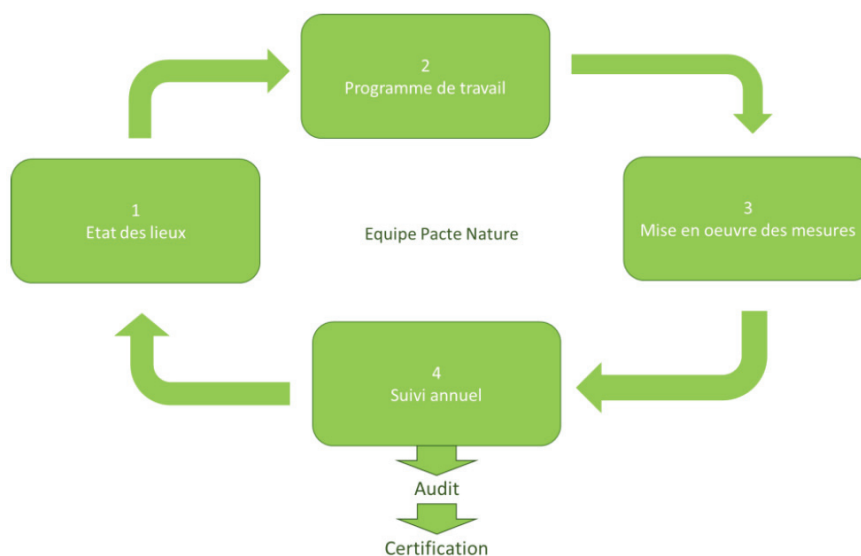 2
Programme de travail
1
Etat des lieux
3
Mise en oeuvre des mesures
Equipe Pacte Nature
4
Suivi annuel
Audit
Certification